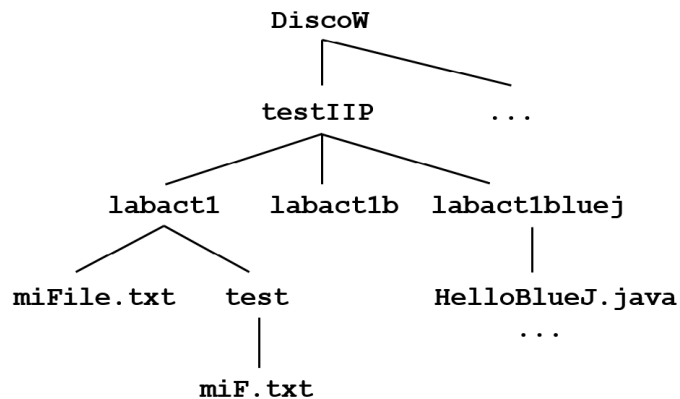 DiscoW
testIIP ...
labact1 labact1b labact1bluej
miFile.txt test HelloBlueJ.java
...
miF.txt